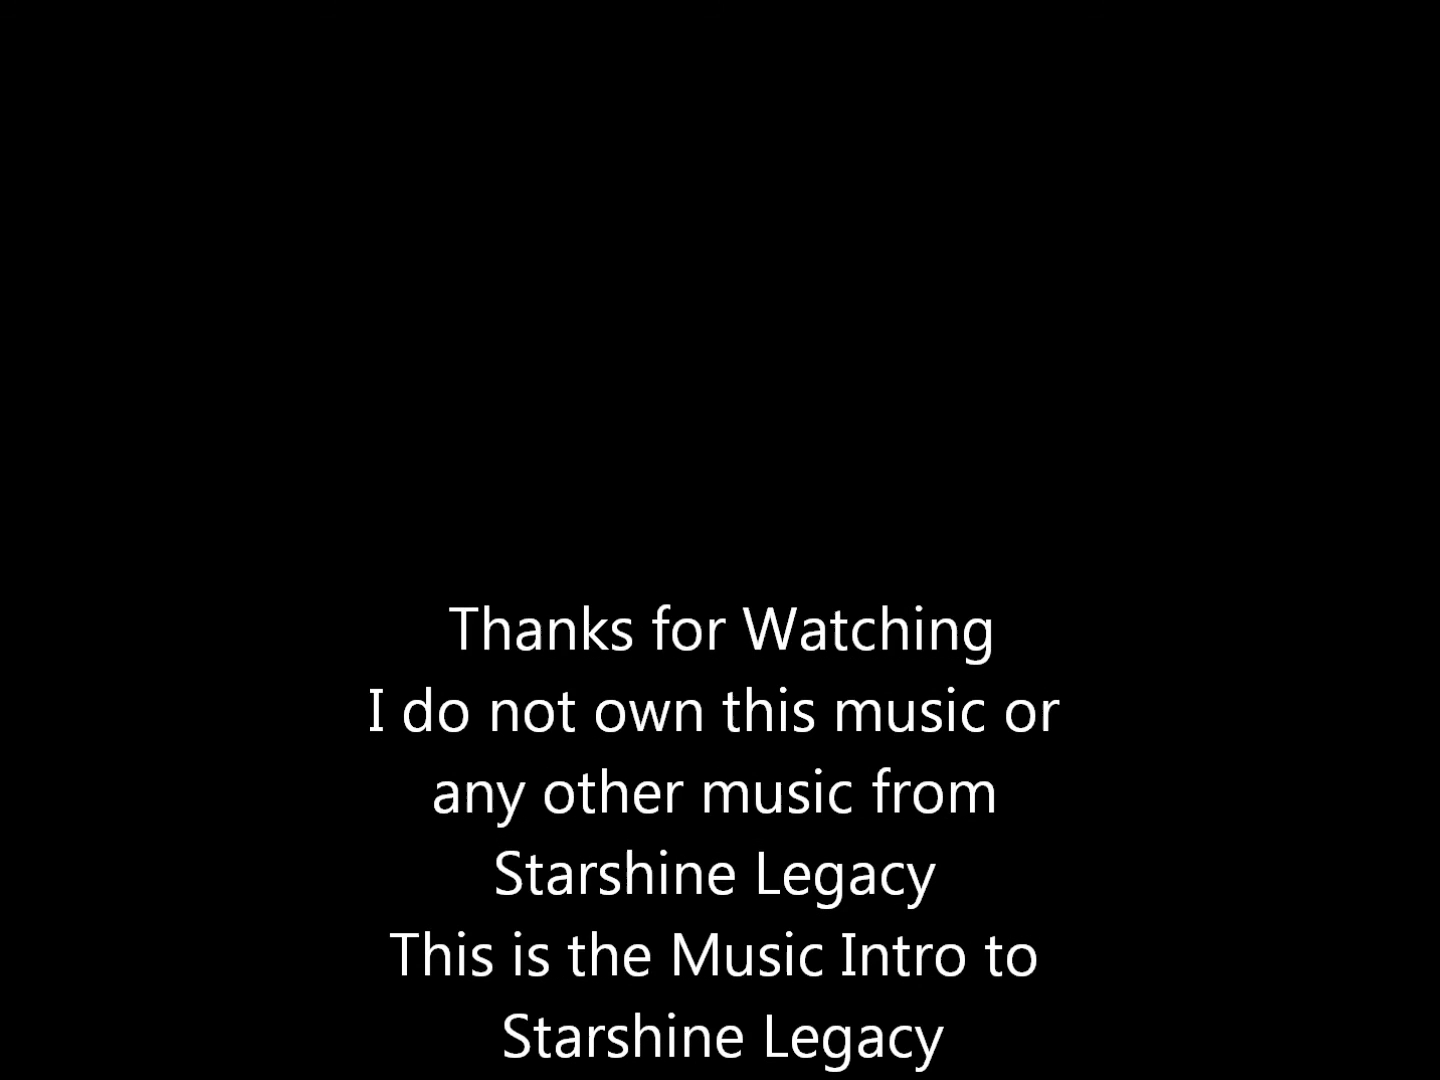 Thanks for Watching
I do not own this music or
any other music from
Starshine Legacy
This is the Music Intro to
Starshine Legacy